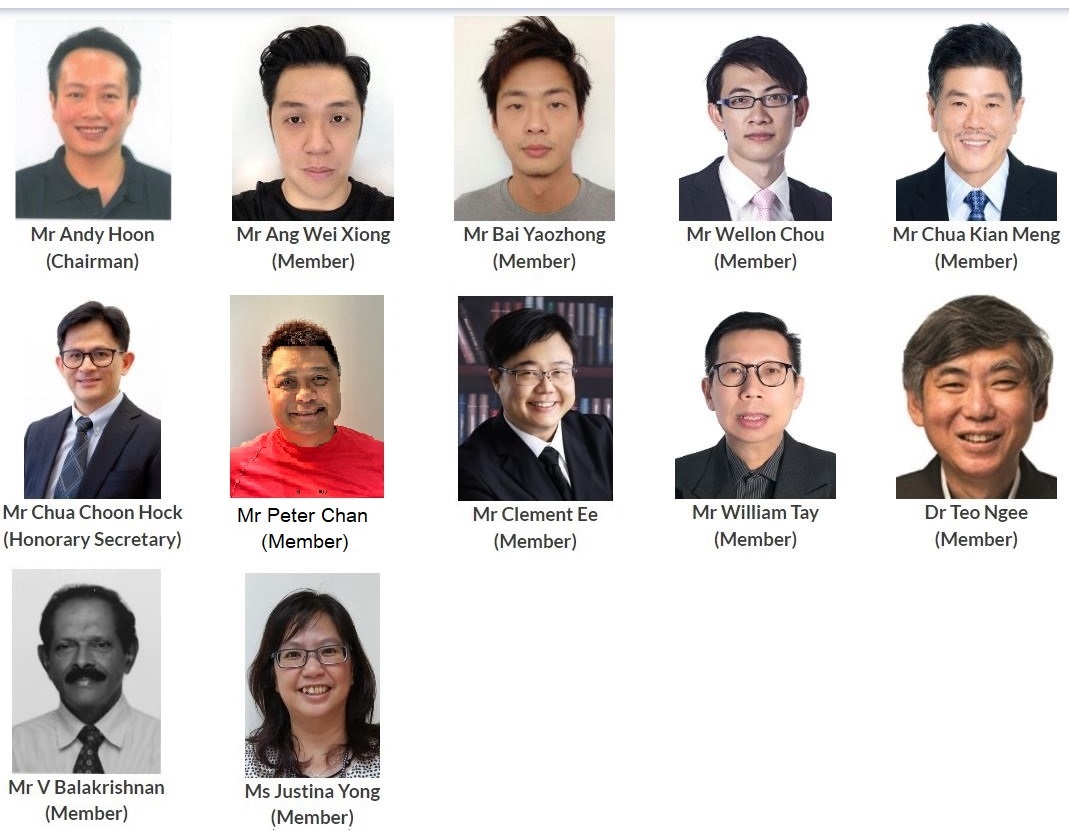 Mr Andy Hoon
(Chairman)
Mr Ang Wei Xiong
(Member)
Mr Bai Yaozhong
(Member)
Mr Wellon Chou
(Member)
Mr Chua Kian Meng
(Member)
Mr Chua Choon Hock
(Honorary Secretary)
Mr Peter Chan
(Member)
Mr Clement Ee
(Member)
Mr William Tay
(Member)
Dr Teo Ngee
(Member)
Mr V Balakrishnan
(Member)
Ms Justina Yong
(Member)